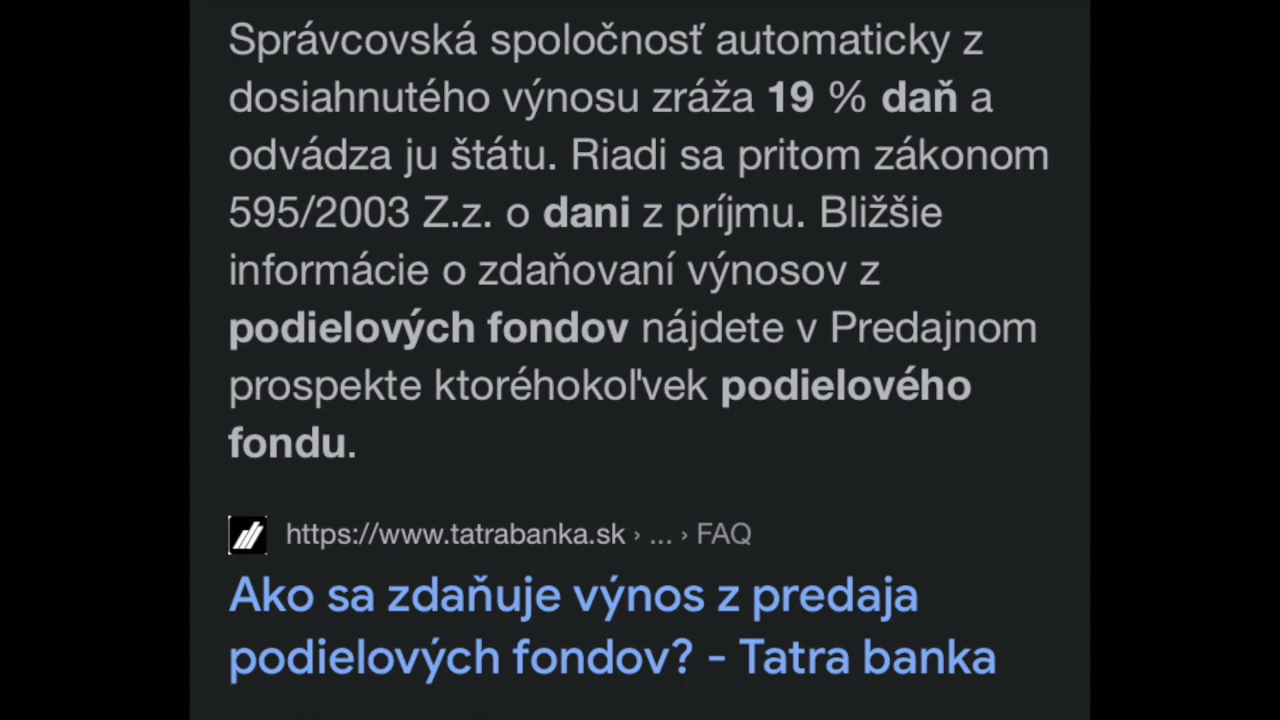 Správcovská spoločnosť automaticky z
dosiahnutého výnosu zráža 19 % daň a
odvádza ju štátu. Riadi sa pritom zákonom
595/2003 Z.z. o dani z príjmu. Bližšie
informácie o zdaňovaní výnosov z
podielových fondov nájdete v Predajnom
prospekte ktoréhokoľvek podielového
fondu.
https://www.tatrabanka.sk › ... › FAQ
Ako sa zdaňuje výnos z predaja
podielových fondov? - Tatra banka